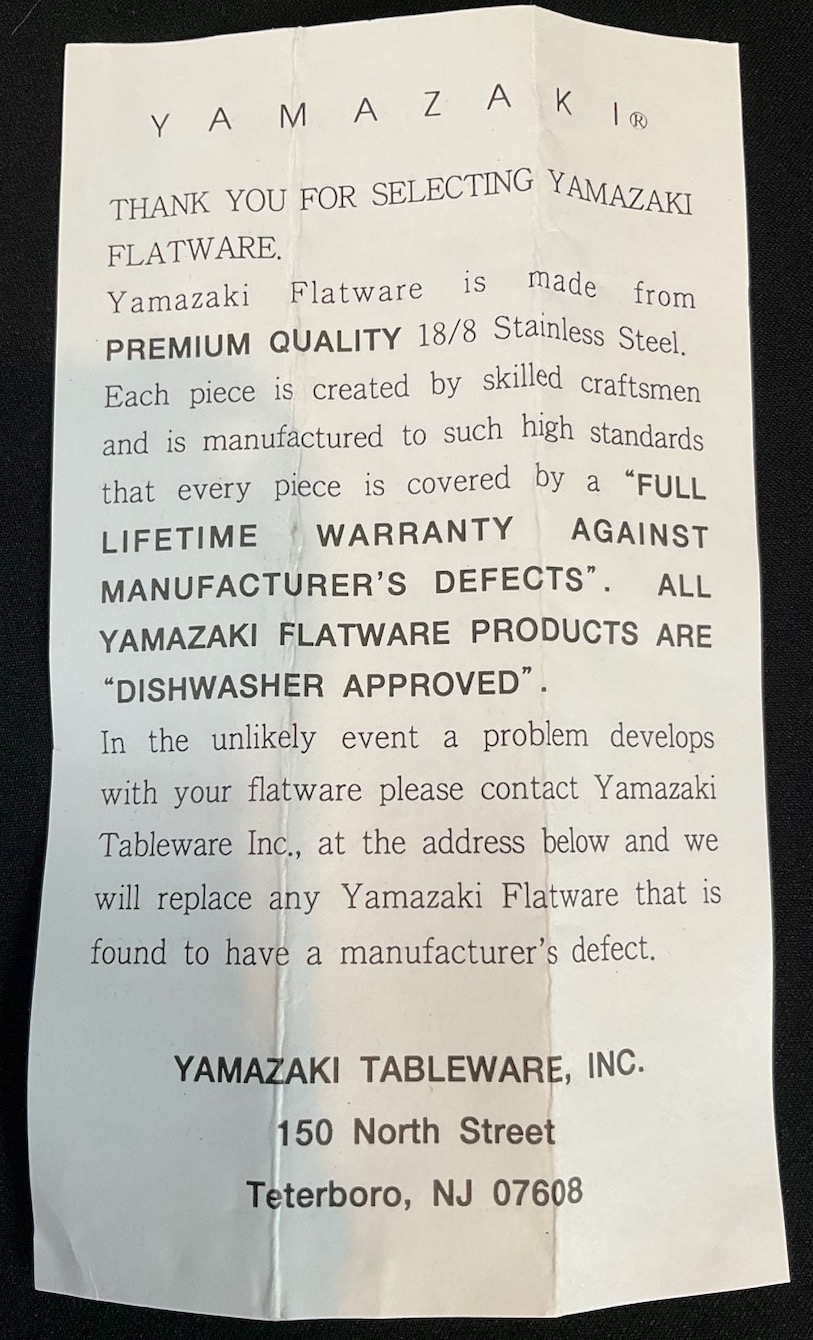 YAMAZAKI®
THANK YOU FOR SELECTING YAMAZAKI
FLATWARE.
Yamazaki Flatware is made from
PREMIUM QUALITY 18/8 Stainless Steel.
Each piece is created by skilled craftsmen
and is manufactured to such high standards
that every piece is covered by a “FULL
LIFETIME WARRANTY AGAINST
MANUFACTURER’S DEFECTS”. ALL
YAMAZAKI FLATWARE PRODUCTS ARE
“DISHWASHER APPROVED”.
In the unlikely event a problem develops
with your flatware please contact Yamazaki
Tableware Inc., at the address below and we
will replace any Yamazaki Flatware that is
found to have a manufacturer’s defect.
YAMAZAKI TABLEWARE, INC.
150 North Street
Teterboro, NJ 07608